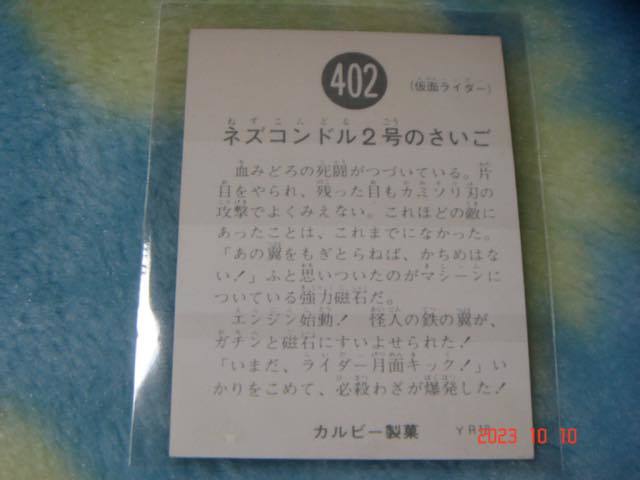 402
(仮面ライダー)
ネズコンドル2号のさいご
血みどろの死闘がつづいている。片
目をやられ、残った目もカミソリ刃の
攻撃でよくみえない。これほどの敵に
あったことは、これまでになかった。
「あの翼をもぎとらねば、かちめはな
い!」ふと思いついたのがマシーンに
ついている強力磁石だ。
エンジン始動! 怪人の鉄の翼が、
ガチンと磁石にすいよせられた!
「いまだ、ライダー月面キック!」い
かりをこめて、必殺わざが爆発した!
カルビー製菓
2023 10 10